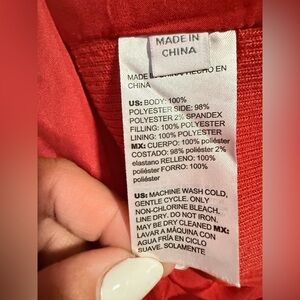 MADE IN
CHINA
MADE IN CHINA HECHO EN
CHINA
US: BODY: 100%
POLYESTER SIDE: 98%
POLYESTER 2% SPANDEX
FILLING: 100% POLYESTER
LINING: 100% POLYESTER
MX: CUERPO: 100% poliéster
COSTADO: 98% poliéster 2%
elastano RELLENO: 100%
poliéster FORRO: 100%
poliéster
US: MACHINE WASH COLD,
GENTLE CYCLE. ONLY
NON-CHLORINE BLEACH.
LINE DRY. DO NOT IRON.
MAY BE DRY CLEANED MX:
LAVAR A MÁQUINA CON
AGUA FRÍA EN CICLO
SUAVE. SOLAMENTE